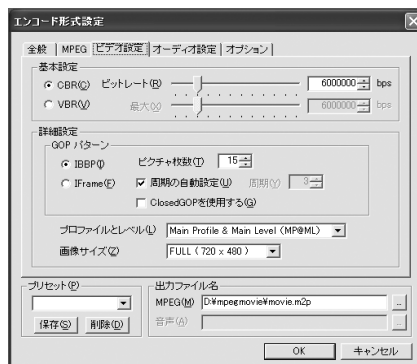 エンコード形式設定
全般 MPEG ビデオ設定 オーディオ設定 オプション
基本設定
CBR(C) ビットレート(R) 6000000 bps
VBR(V) 最大(X) 6000000 bps
詳細設定
GOP パターン
IBBP(I) ピクチャ枚数(T) 15
IFrame(F) 周期の自動設定(U) 周期(Y) 3
ClosedGOPを使用する(G)
プロファイルとレベル(L) Main Profile & Main Level (MP@ML)
画像サイズ(Z) FULL (720 x 480)
プリセット(P) 出力ファイル名
MPEG(M) D:¥mpegmovie¥movie.m2p ..
保存(S) 削除(D) 音声(A) ..
OK キャンセル